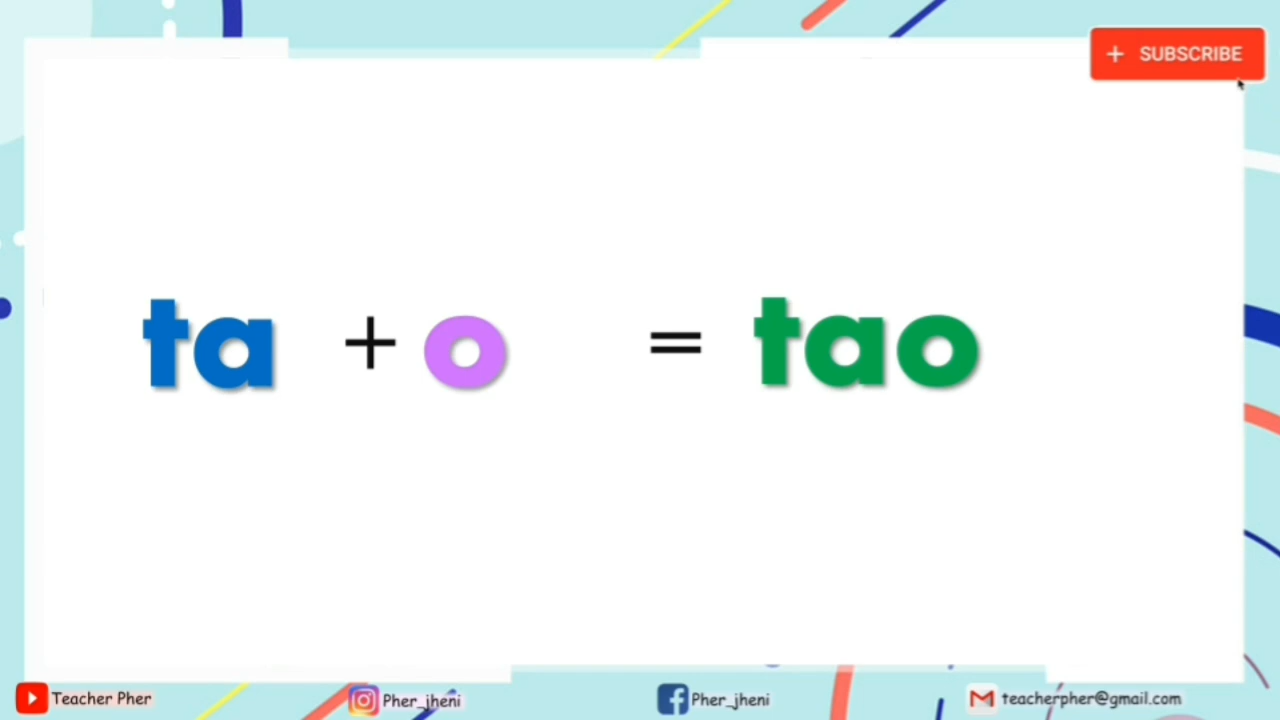 + SUBSCRIBE
ta + o = tao
Teacher Pher Pher_jheni Pher_jheni teacherpher@gmail.com